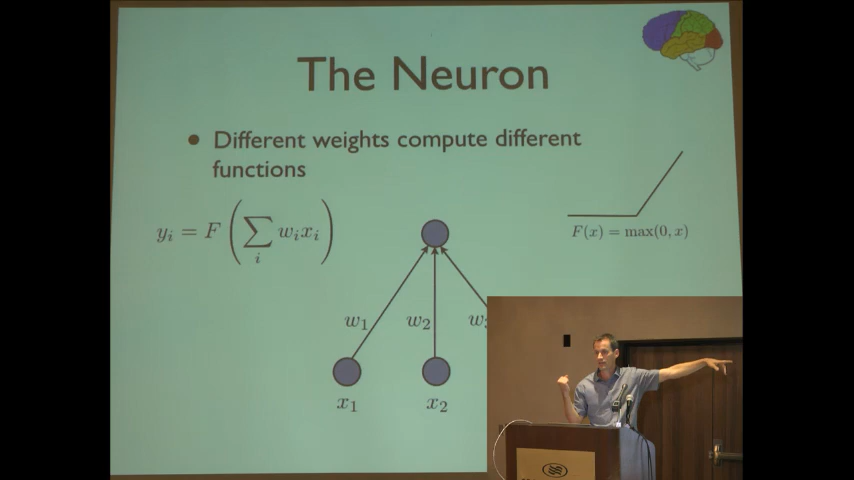 The Neuron
• Different weights compute different
functions
y_i = F(∑_i w_i x_i)
F(x) = max(0, x)
w_1 w_2 w
x_1 x_2